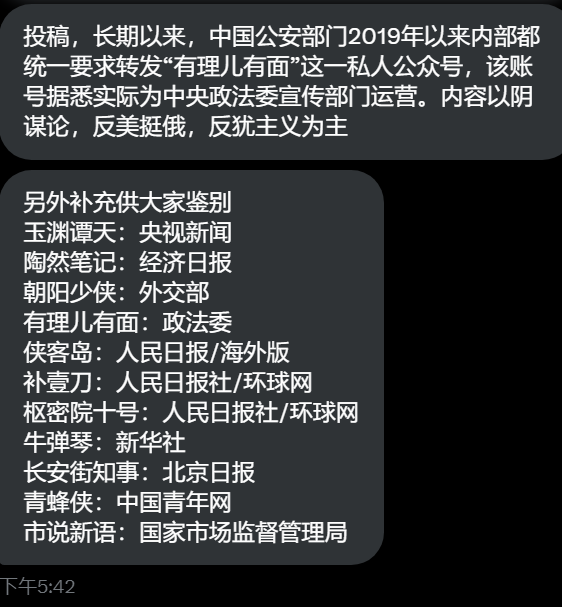 投稿，长期以来，中国公安部门2019年以来内部都
统一要求转发“有理儿有面”这一私人公众号，该账
号据悉实际为中央政法委宣传部门运营。内容以阴
谋论，反美挺俄，反犹主义为主
另外补充供大家鉴别
玉渊谭天：央视新闻
陶然笔记：经济日报
朝阳少侠：外交部
有理儿有面：政法委
侠客岛：人民日报/海外版
补壹刀：人民日报社/环球网
枢密院十号：人民日报社/环球网
牛弹琴：新华社
长安街知事：北京日报
青蜂侠：中国青年网
市说新语：国家市场监督管理局
下午5:42